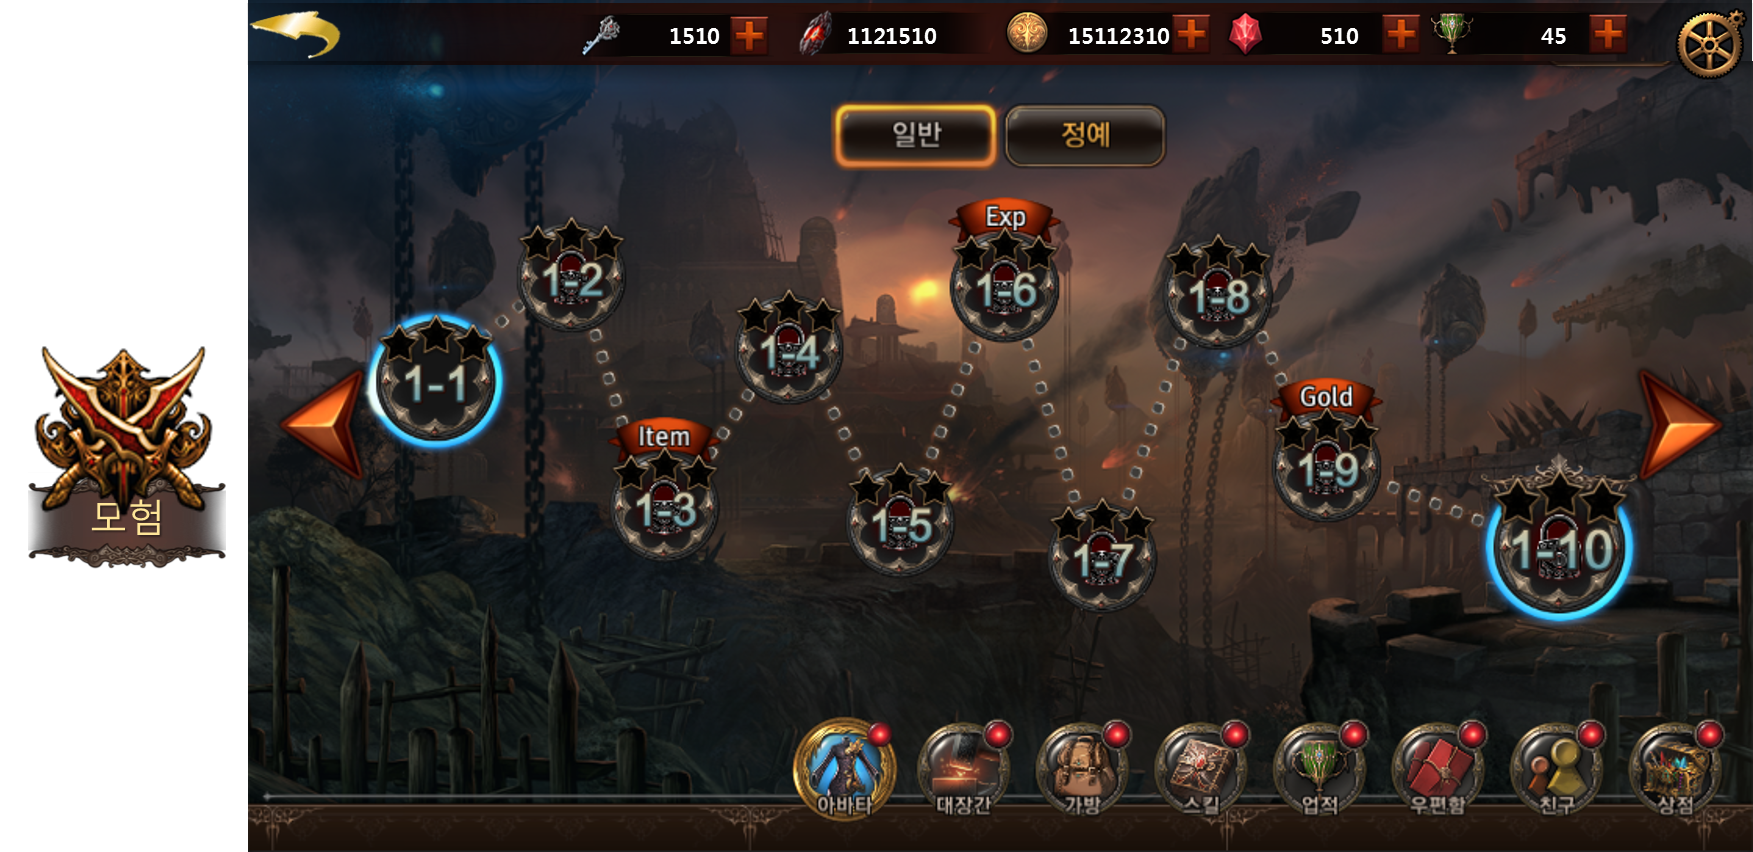 1510
1121510
15112310
510
45
일반
정예
모험
1-1
1-2
Item
1-3
1-4
1-5
Exp
1-6
1-7
1-8
Gold
1-9
1-10
아바타
대장간
가방
스킬
업적
우편함
친구
상점